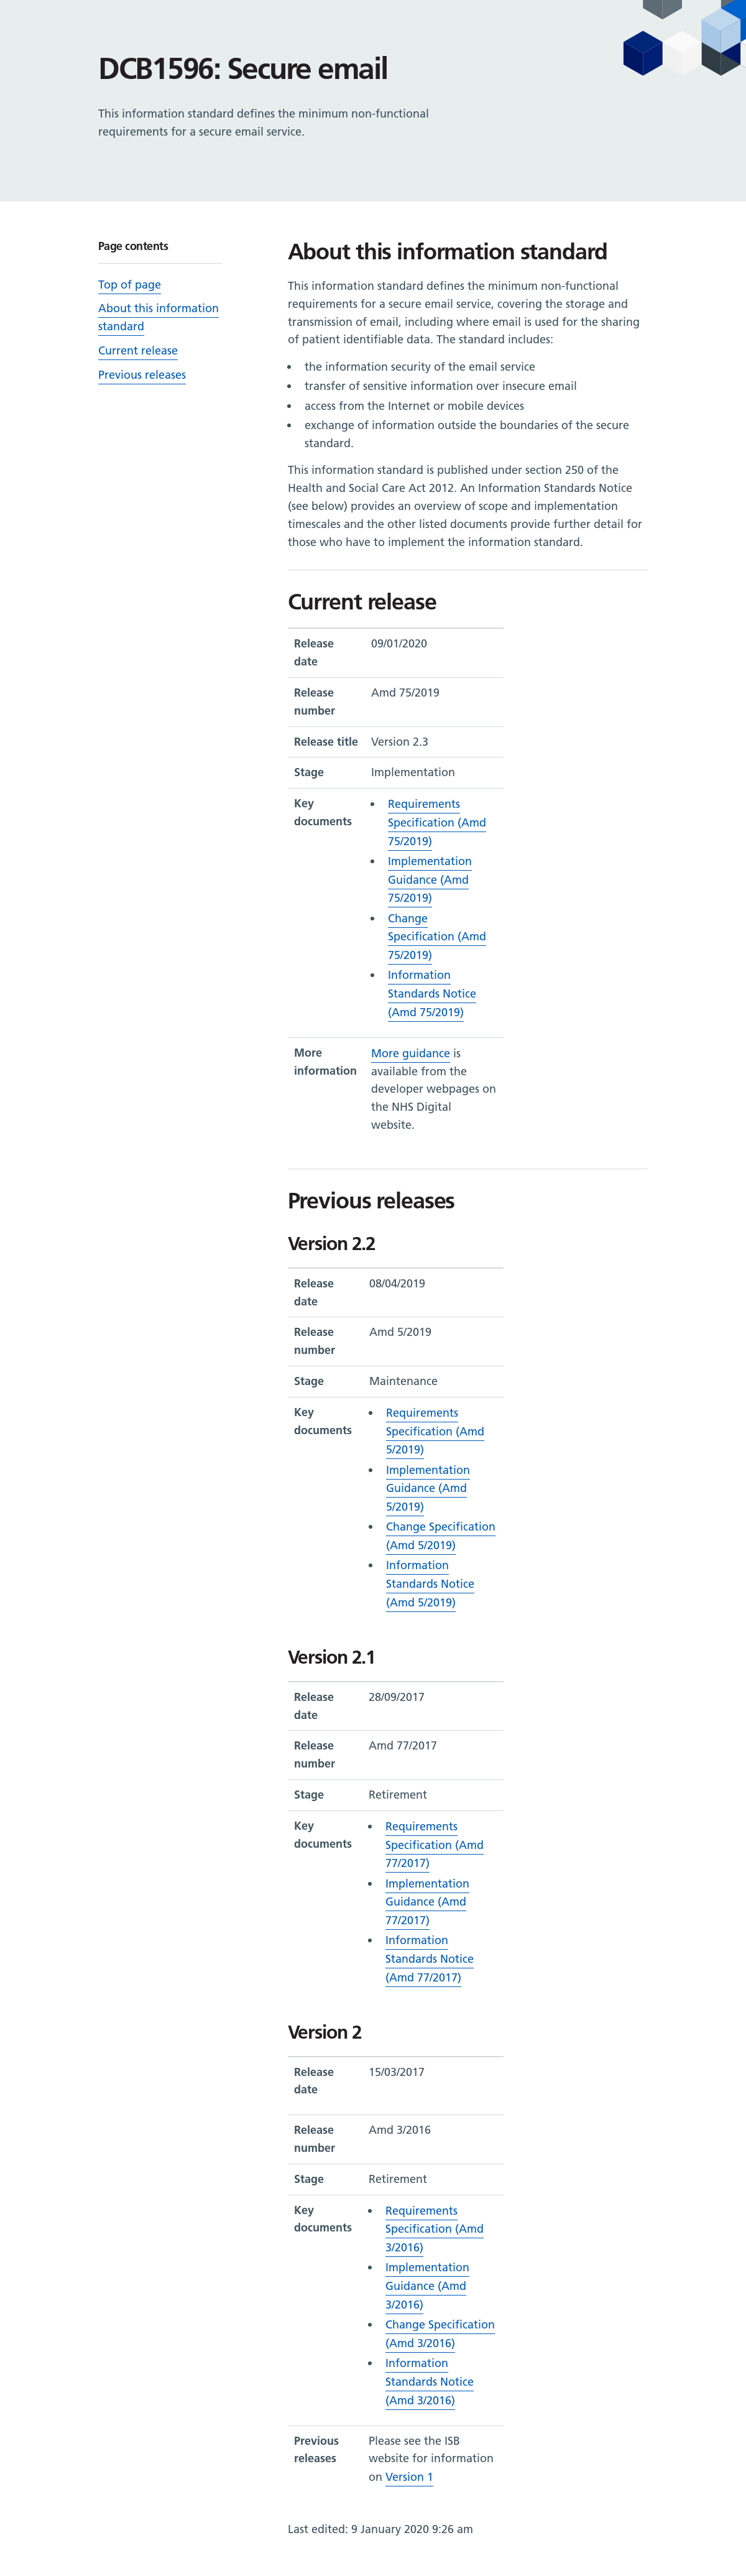 DCB1596: Secure email
This information standard defines the minimum non-functional
requirements for a secure email service.
Page contents
Top of page
About this information
standard
Current release
Previous releases
About this information standard
This information standard defines the minimum non-functional
requirements for a secure email service, covering the storage and
transmission of email, including where email is used for the sharing
of patient identifiable data. The standard includes:
• the information security of the email service
• transfer of sensitive information over insecure email
• access from the Internet or mobile devices
• exchange of information outside the boundaries of the secure
standard.
This information standard is published under section 250 of the
Health and Social Care Act 2012. An Information Standards Notice
(see below) provides an overview of scope and implementation
timescales and the other listed documents provide further detail for
those who have to implement the information standard.
Current release
Release 09/01/2020
date
Release Amd 75/2019
number
Release title Version 2.3
Stage Implementation
Key • Requirements
documents Specification (Amd
75/2019)
• Implementation
Guidance (Amd
75/2019)
• Change
Specification (Amd
75/2019)
• Information
Standards Notice
(Amd 75/2019)
More More guidance is
information available from the
developer webpages on
the NHS Digital
website.
Previous releases
Version 2.2
Release 08/04/2019
date
Release Amd 5/2019
number
Stage Maintenance
Key • Requirements
documents Specification (Amd
5/2019)
• Implementation
Guidance (Amd
5/2019)
• Change Specification
(Amd 5/2019)
• Information
Standards Notice
(Amd 5/2019)
Version 2.1
Release 28/09/2017
date
Release Amd 77/2017
number
Stage Retirement
Key • Requirements
documents Specification (Amd
77/2017)
• Implementation
Guidance (Amd
77/2017)
• Information
Standards Notice
(Amd 77/2017)
Version 2
Release 15/03/2017
date
Release Amd 3/2016
number
Stage Retirement
Key • Requirements
documents Specification (Amd
3/2016)
• Implementation
Guidance (Amd
3/2016)
• Change Specification
(Amd 3/2016)
• Information
Standards Notice
(Amd 3/2016)
Previous Please see the ISB
releases website for information
on Version 1
Last edited: 9 January 2020 9:26 am